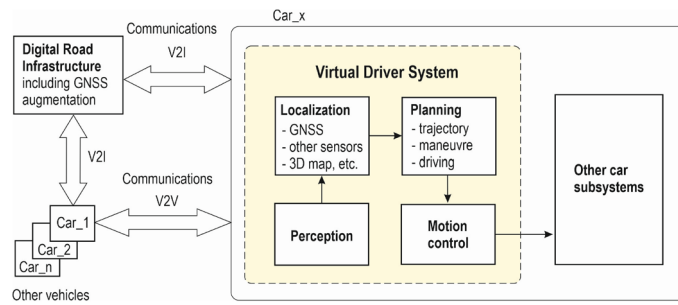 Car_x
Communications
V2I
Digital Road
Infrastructure
including GNSS
augmentation
Virtual Driver System
Localization
- GNSS
- other sensors
- 3D map, etc.
Planning
- trajectory
- maneuvre
- driving
Other car
subsystems
V2I
Communications
V2V
Perception
Motion
control
Car_1
Car_2
Car_n
Other vehicles